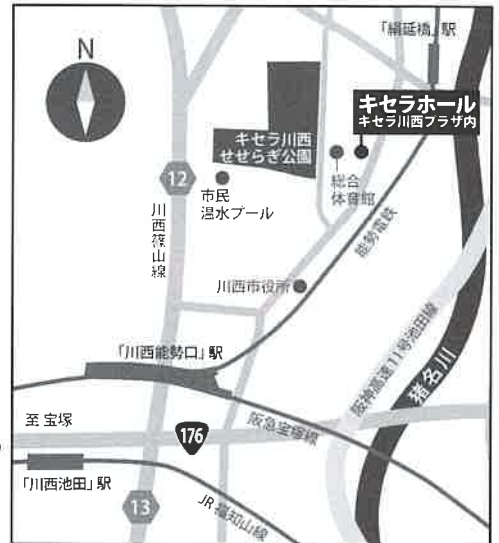 「絹延橋」駅
N
キセラホール
キセラ川西プラザ内
キセラ川西
せせらぎ公園
総合
体育館
12
市民
温水プール
川西篠山線
能勢電鉄
川西市役所
「川西能勢口」駅
阪神高速11号池田線
猪名川
至 宝塚
176
阪急宝塚線
「川西池田」駅
13
JR 福知山線